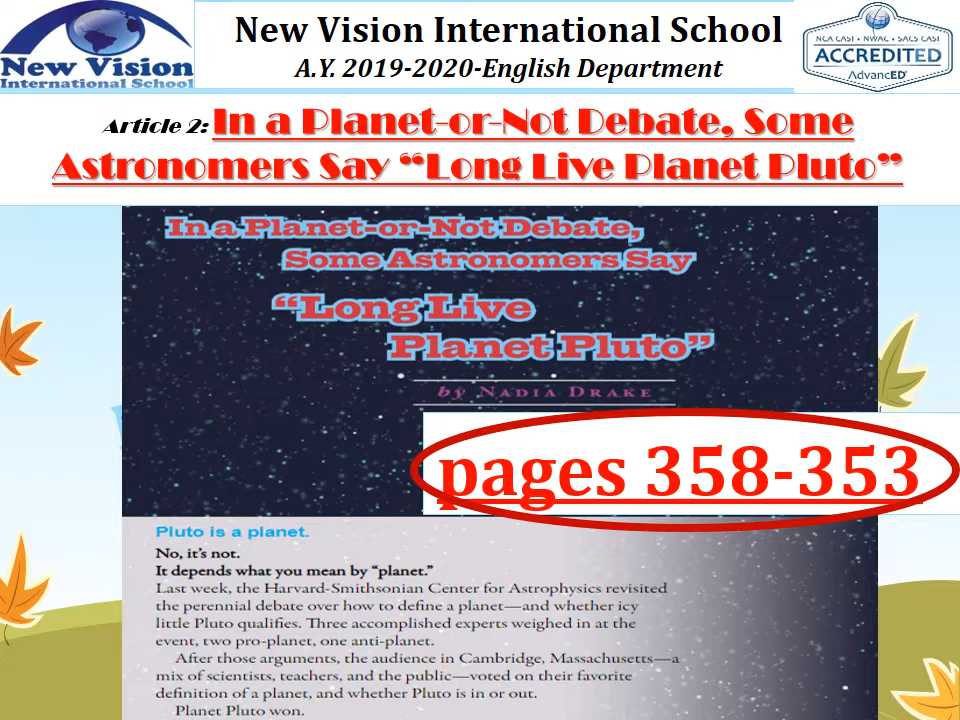 New Vision
International School
New Vision International School
A.Y. 2019-2020-English Department
NCA CASI • NWAC • SACS CASI
ACCREDITED
AdvancED®
Article 2: In a Planet-or-Not Debate, Some
Astronomers Say “Long Live Planet Pluto”
In a Planet-or-Not Debate,
Some Astronomers Say
“Long Live
Planet Pluto”
by Nadia Drake
pages 358-353
Pluto is a planet.
No, it’s not.
It depends what you mean by “planet.”
Last week, the Harvard-Smithsonian Center for Astrophysics revisited
the perennial debate over how to define a planet—and whether icy
little Pluto qualifies. Three accomplished experts weighed in at the
event, two pro-planet, one anti-planet.
After those arguments, the audience in Cambridge, Massachusetts—a
mix of scientists, teachers, and the public—voted on their favorite
definition of a planet, and whether Pluto is in or out.
Planet Pluto won.